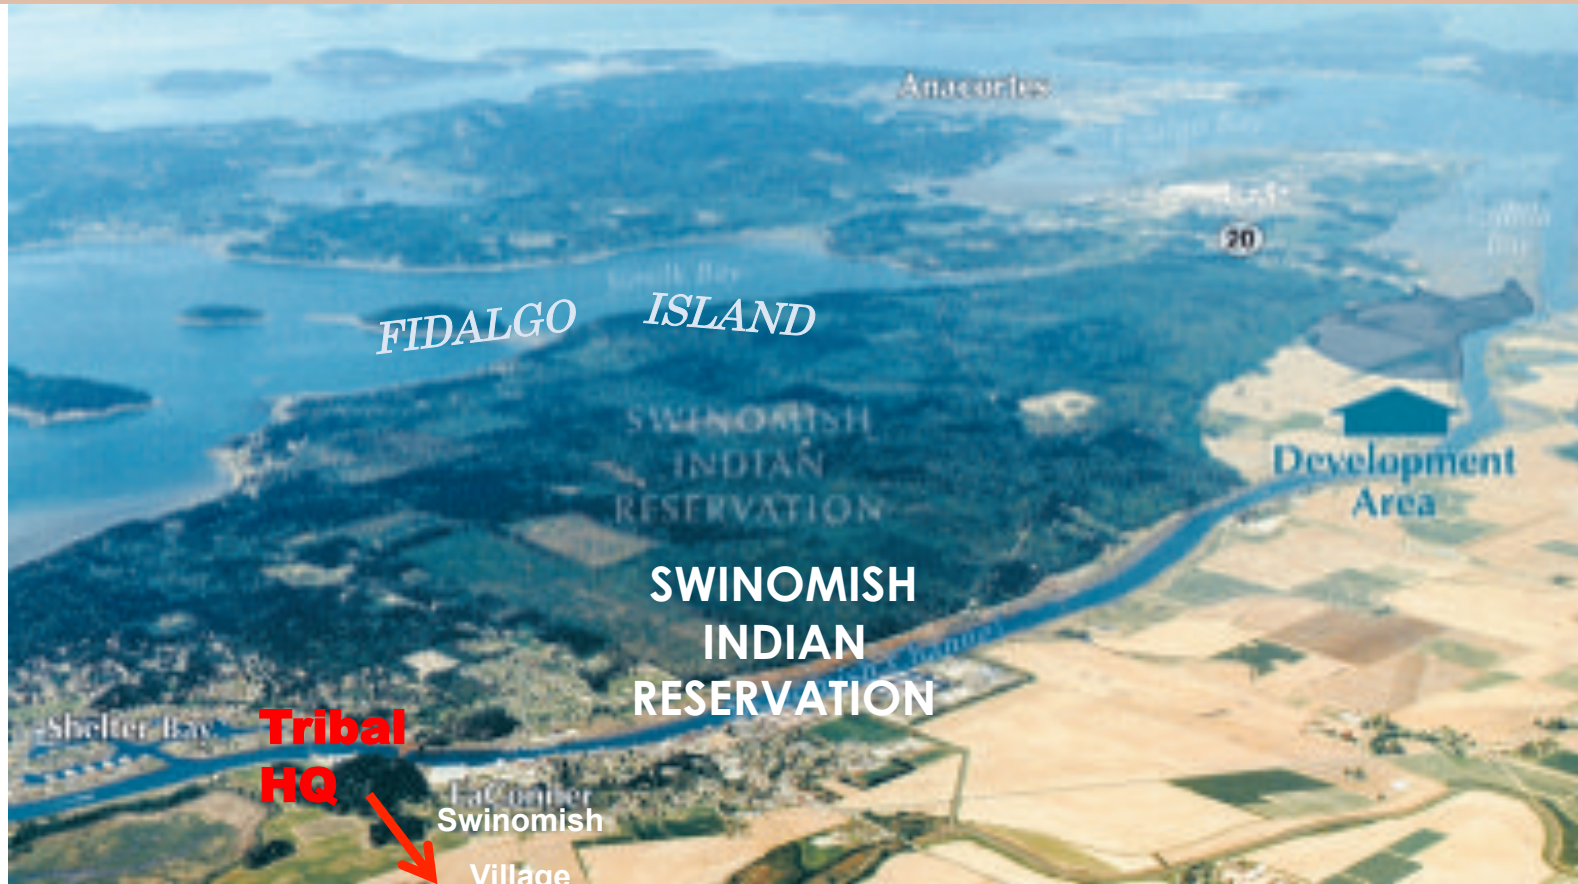 Anacortes
20
FIDALGO ISLAND
SWINOMISH
INDIAN
RESERVATION
Development
Area
SWINOMISH
INDIAN
RESERVATION
Shelter Bay
Tribal
HQ
LaConner
Swinomish
Village